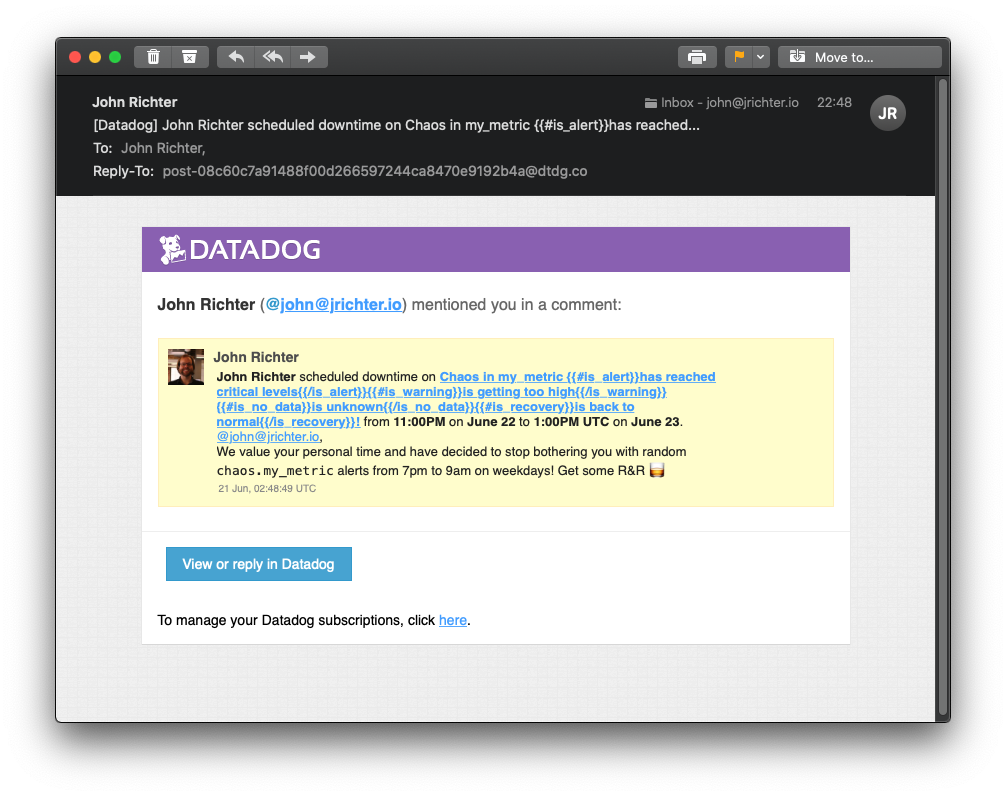 Move to...
John Richter
Inbox - john@jrichter.io 22:48
JR
[Datadog] John Richter scheduled downtime on Chaos in my_metric {{#is_alert}}has reached...
To: John Richter,
Reply-To: post-08c60c7a91488f00d266597244ca8470e9192b4a@dtdg.co
DATADOG
John Richter (@john@jrichter.io) mentioned you in a comment:
John Richter
John Richter scheduled downtime on Chaos in my_metric {{#is_alert}}has reached
critical levels{{/is_alert}}{{#is_warning}}is getting too high{{/is_warning}}
{{#is_no_data}}is unknown{{/is_no_data}}{{#is_recovery}}is back to
normal{{/is_recovery}}! from 11:00PM on June 22 to 1:00PM UTC on June 23.
@john@jrichter.io,
We value your personal time and have decided to stop bothering you with random
chaos.my_metric alerts from 7pm to 9am on weekdays! Get some R&R 🥃
21 Jun, 02:48:49 UTC
View or reply in Datadog
To manage your Datadog subscriptions, click here.